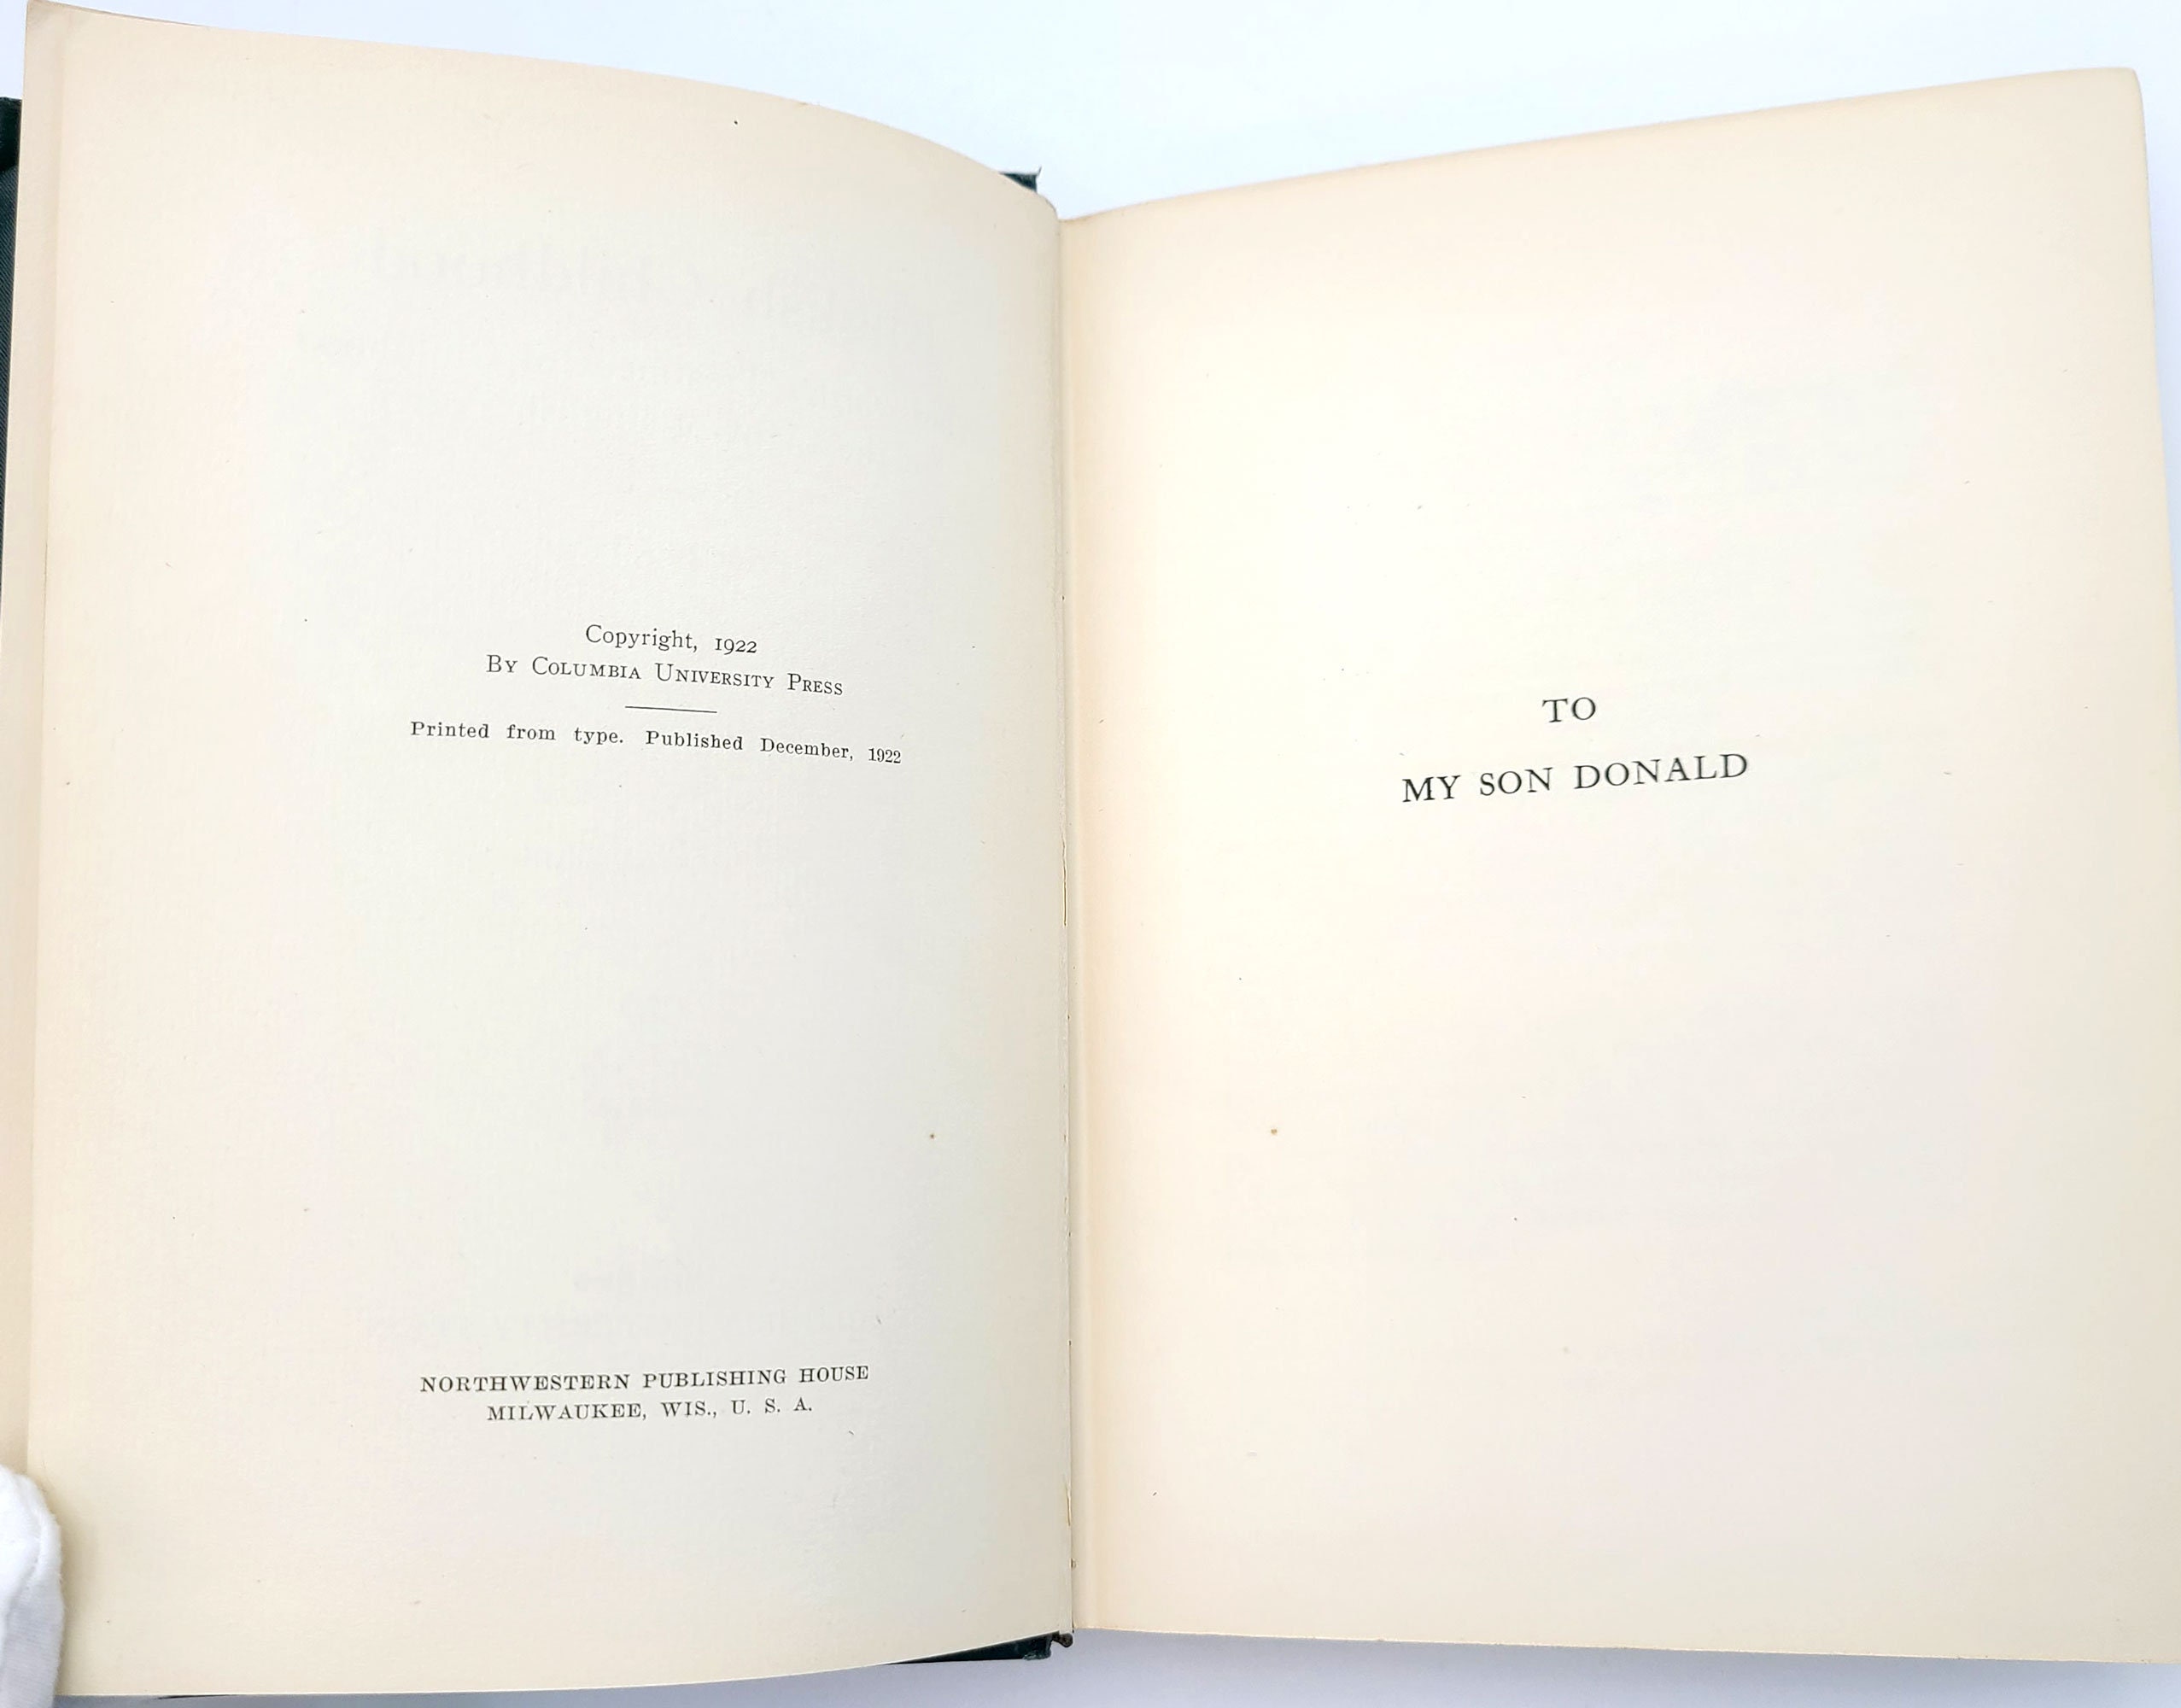 Copyright, 1922
By Columbia University Press
Printed from type. Published December, 1922
NORTHWESTERN PUBLISHING HOUSE
MILWAUKEE, WIS., U. S. A.
TO
MY SON DONALD